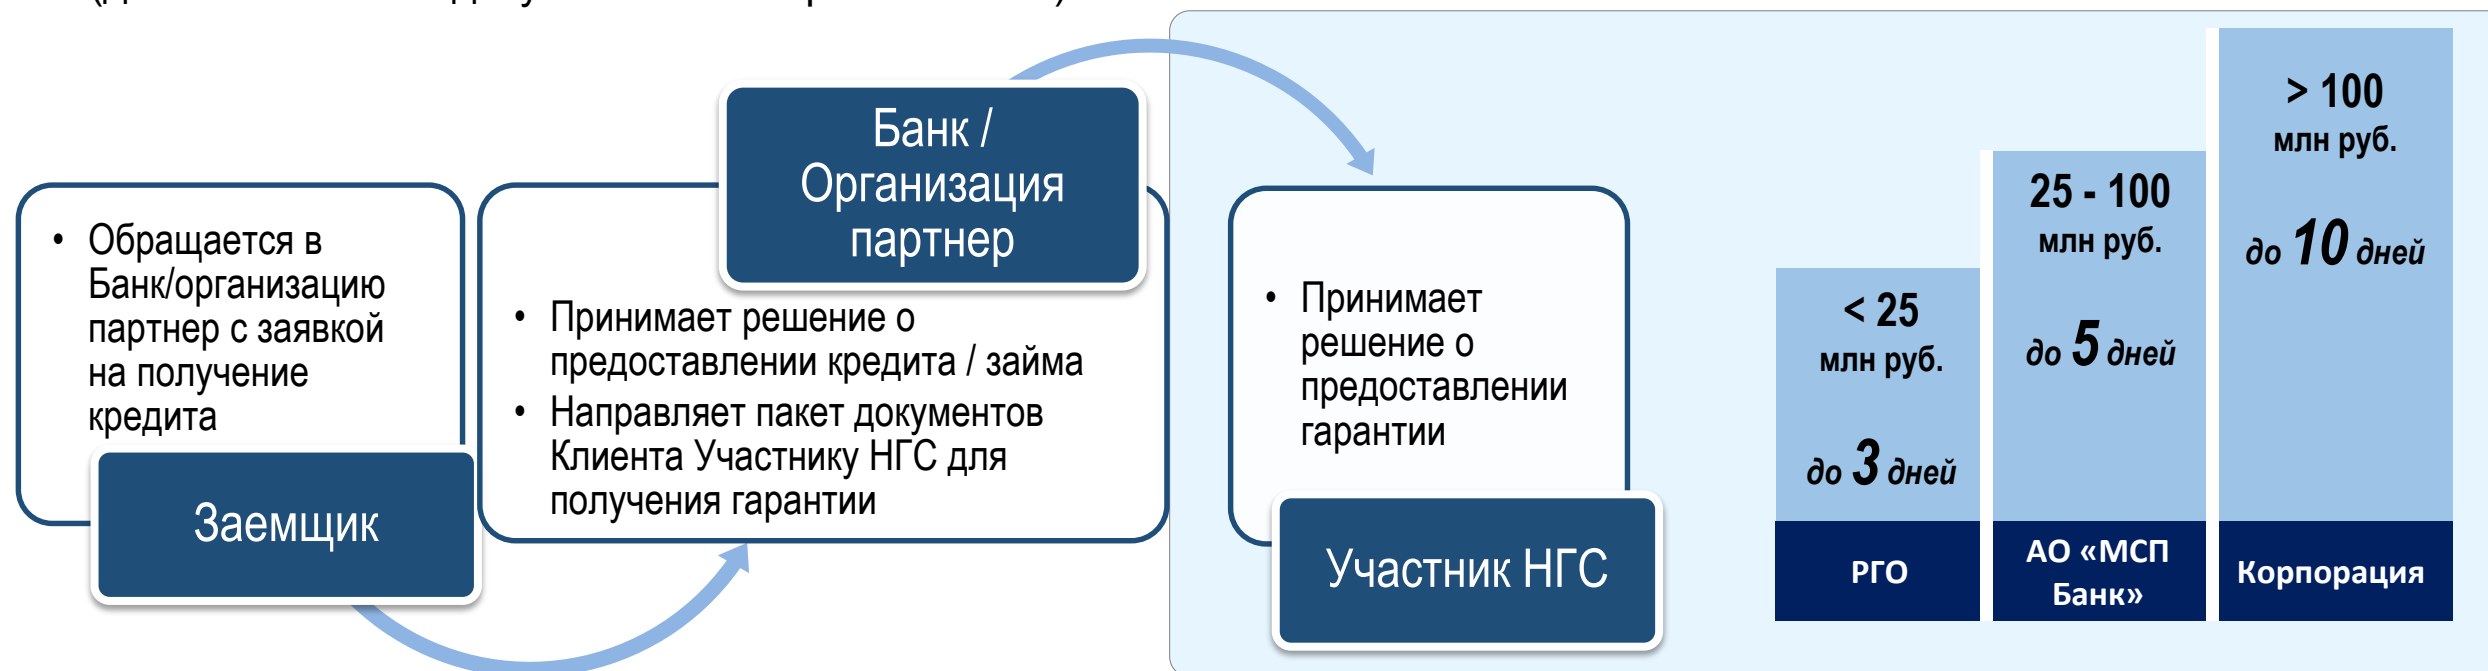 • Обращается в
Банк/организацию
партнер с заявкой
на получение
кредита
Заемщик
Банк /
Организация
партнер
• Принимает решение о
предоставлении кредита / займа
• Направляет пакет документов
Клиента Участнику НГС для
получения гарантии
• Принимает
решение о
предоставлении
гарантии
Участник НГС
< 25
млн руб.
до 3 дней
РГО
25 - 100
млн руб.
до 5 дней
АО «МСП
Банк»
> 100
млн руб.
до 10 дней
Корпорация